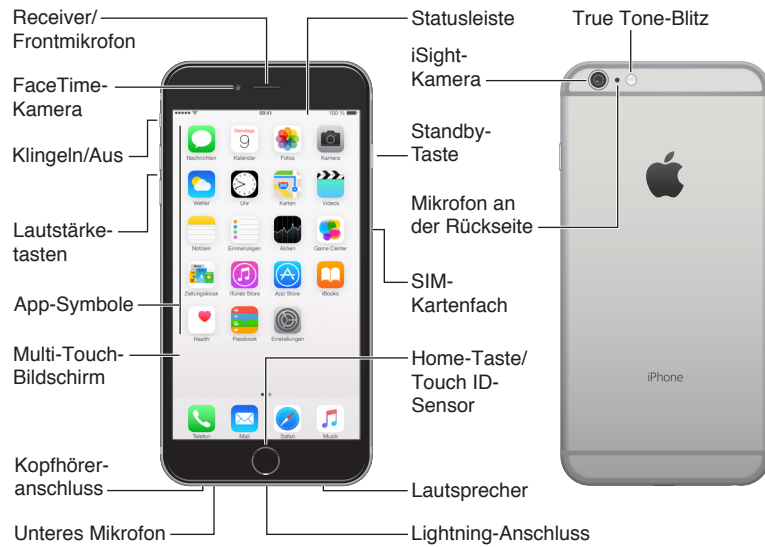 Receiver/
Frontmikrofon
FaceTime-
Kamera
Klingeln/Aus
Lautstärke-
tasten
App-Symbole
Multi-Touch-
Bildschirm
Kopfhörer-
anschluss
Unteres Mikrofon
09:41
100 %
Dienstag
9
Nachrichten
Kalender
Fotos
Kamera
Wetter
Uhr
Karten
Videos
Notizen
Erinnerungen
Aktien
Game Center
Zeitungskiosk
iTunes Store
App Store
iBooks
Health
Passbook
Einstellungen
Telefon
Mail
Safari
Musik
Statusleiste
Standby-
Taste
SIM-
Kartenfach
Home-Taste/
Touch ID-
Sensor
Lautsprecher
Lightning-Anschluss
True Tone-Blitz
iSight-
Kamera
Mikrofon an
der Rückseite
iPhone